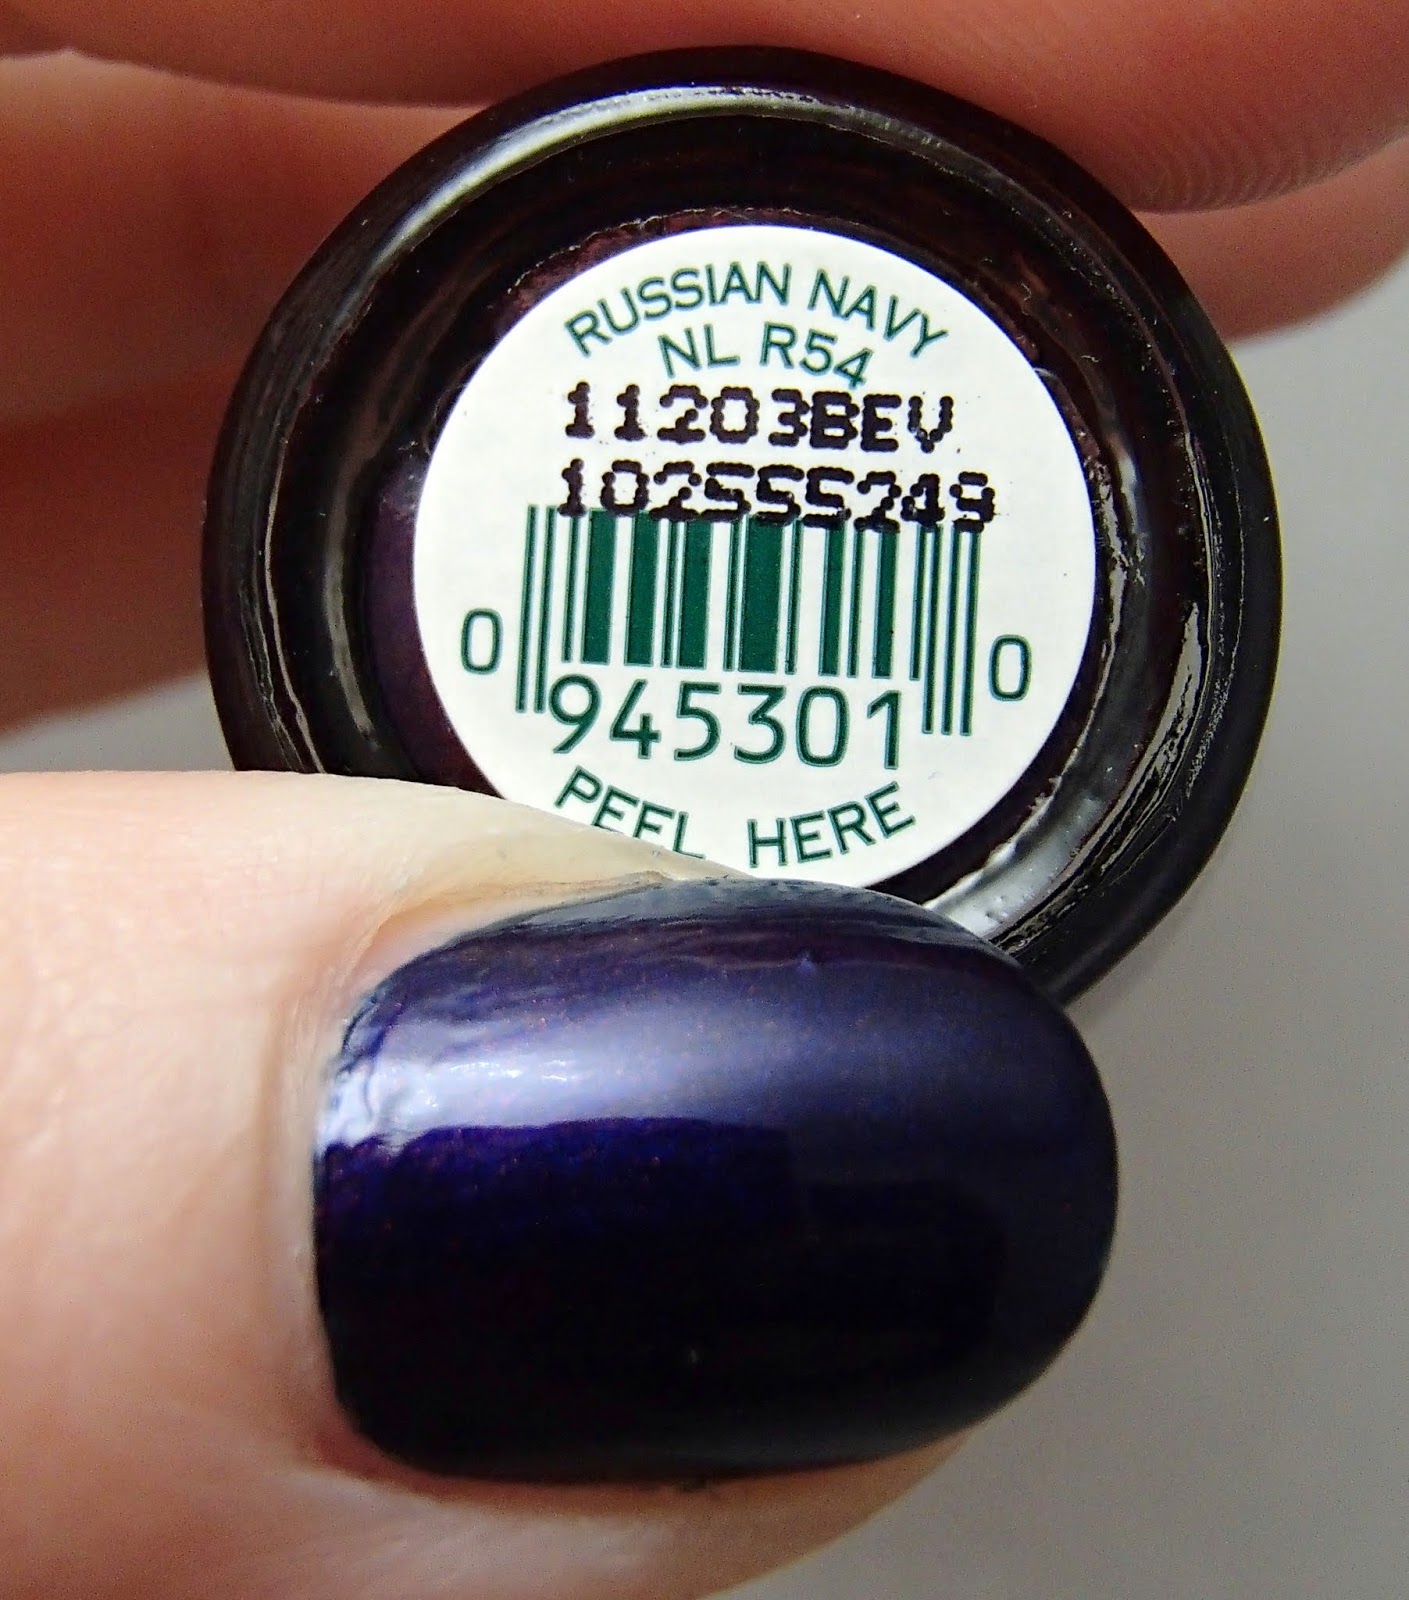 RUSSIAN NAVY
NL R54
11203BEV
102555249
0 945301 0
PEEL HERE